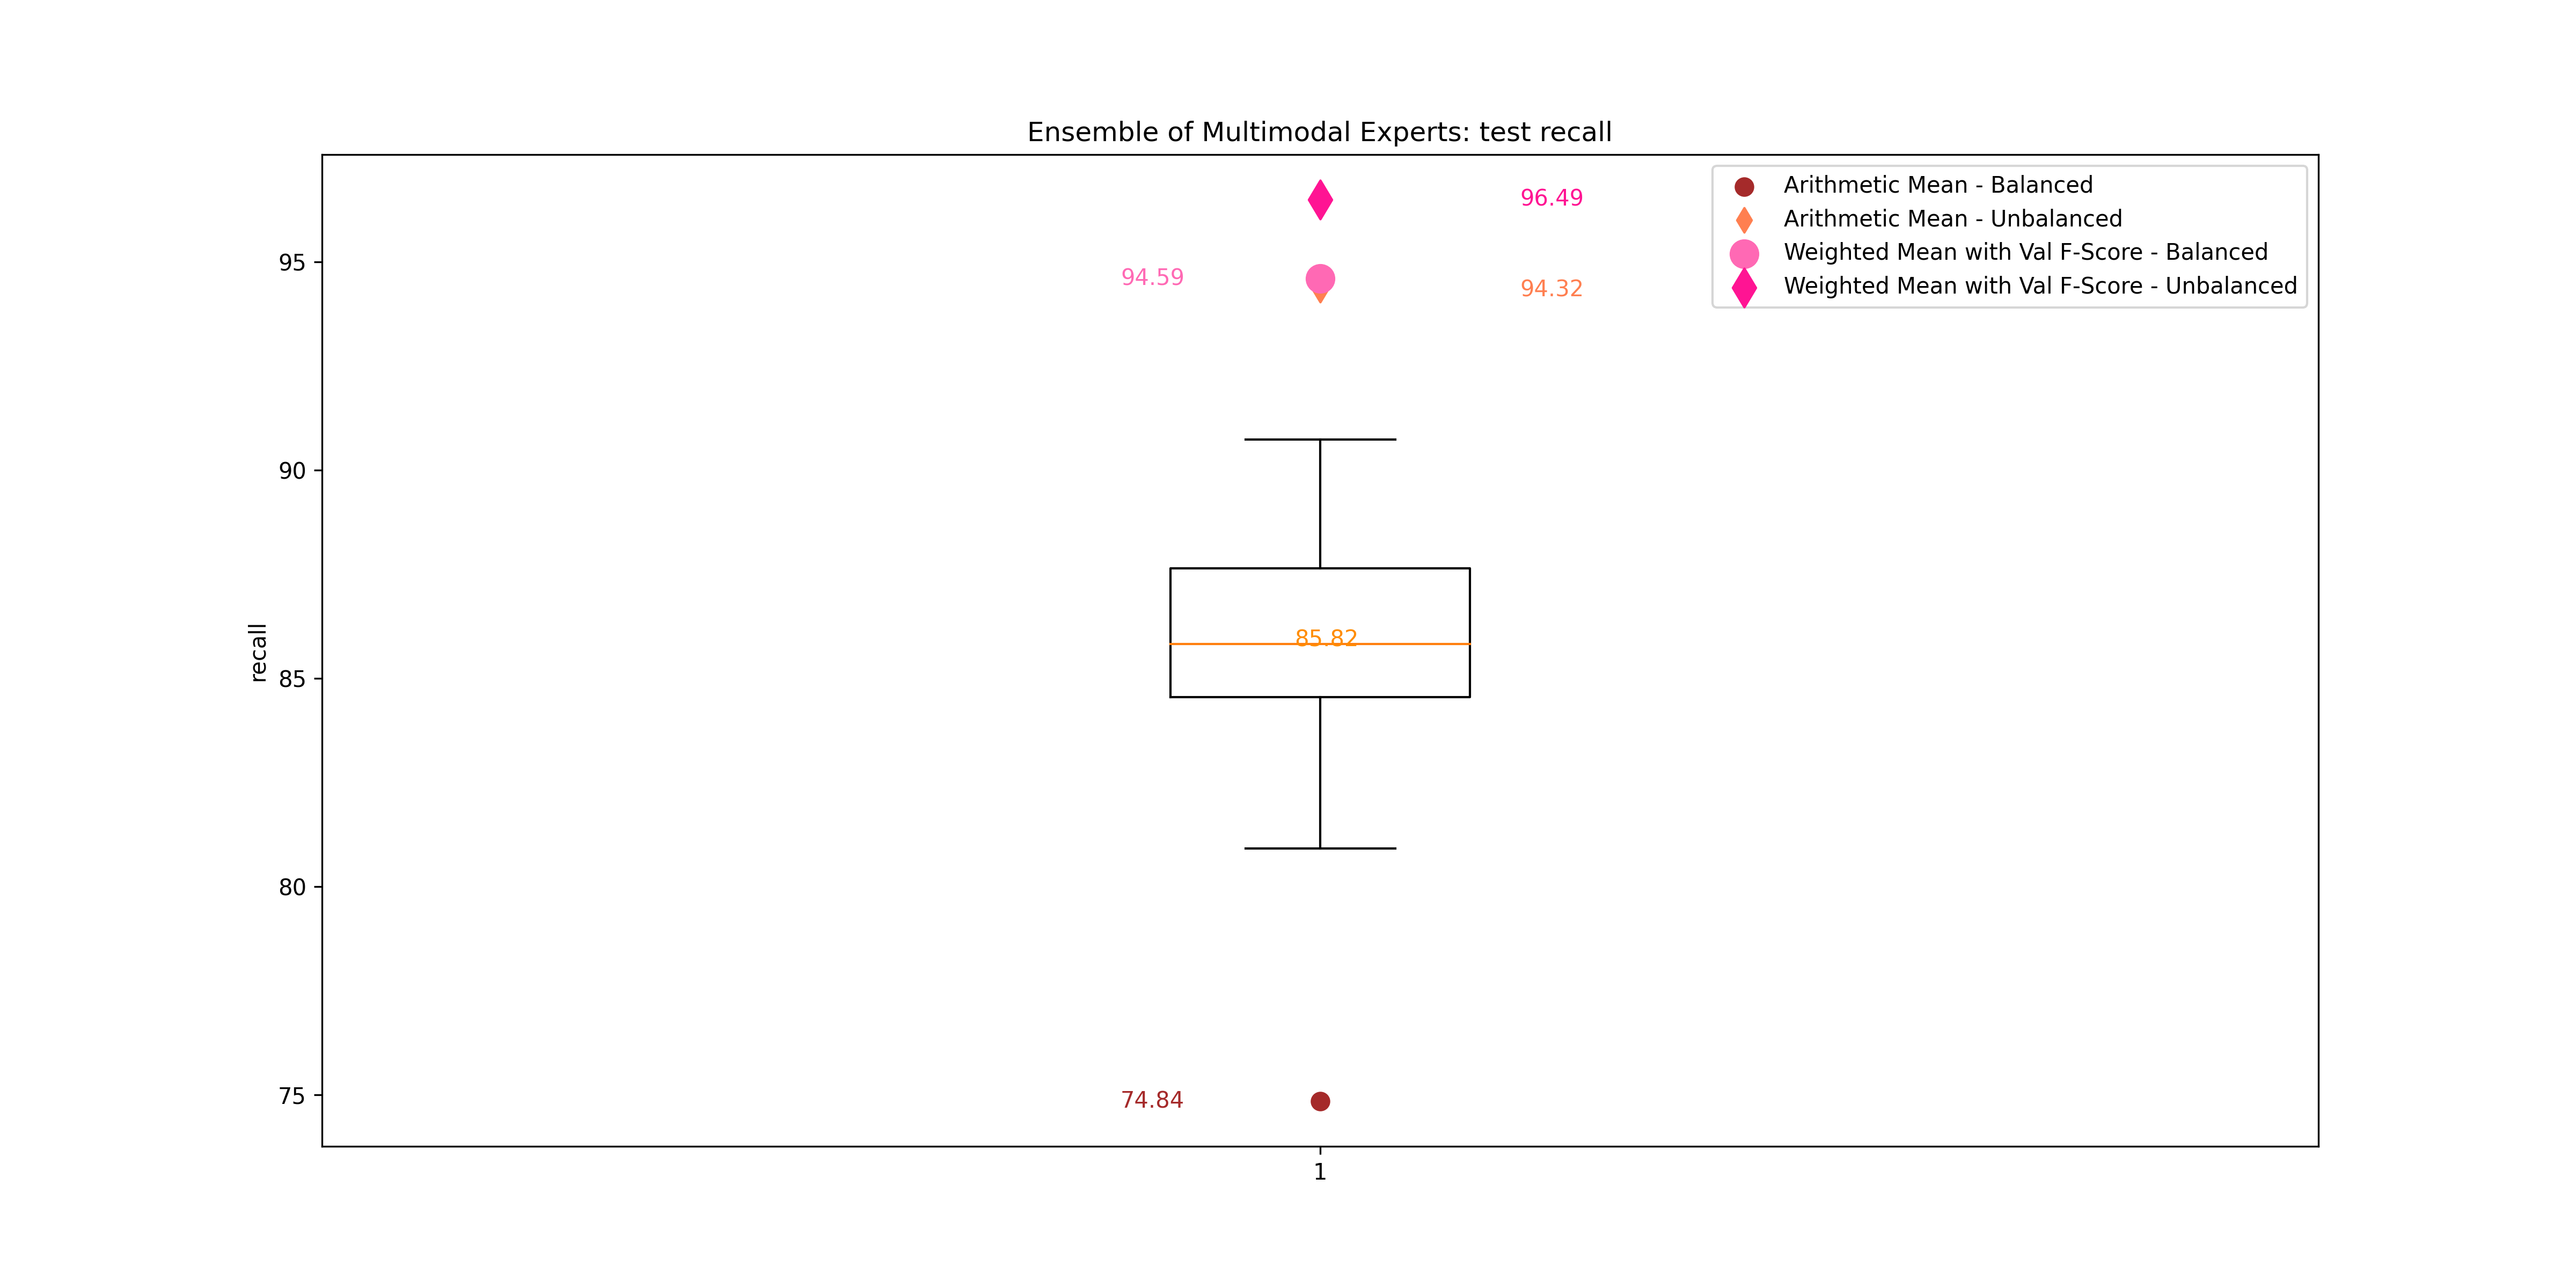 Ensemble of Multimodal Experts: test recall
96.49
Arithmetic Mean - Balanced
Arithmetic Mean - Unbalanced
Weighted Mean with Val F-Score - Balanced
Weighted Mean with Val F-Score - Unbalanced
95
94.59
94.32
90
85.82
recall
85
80
75
74.84
1